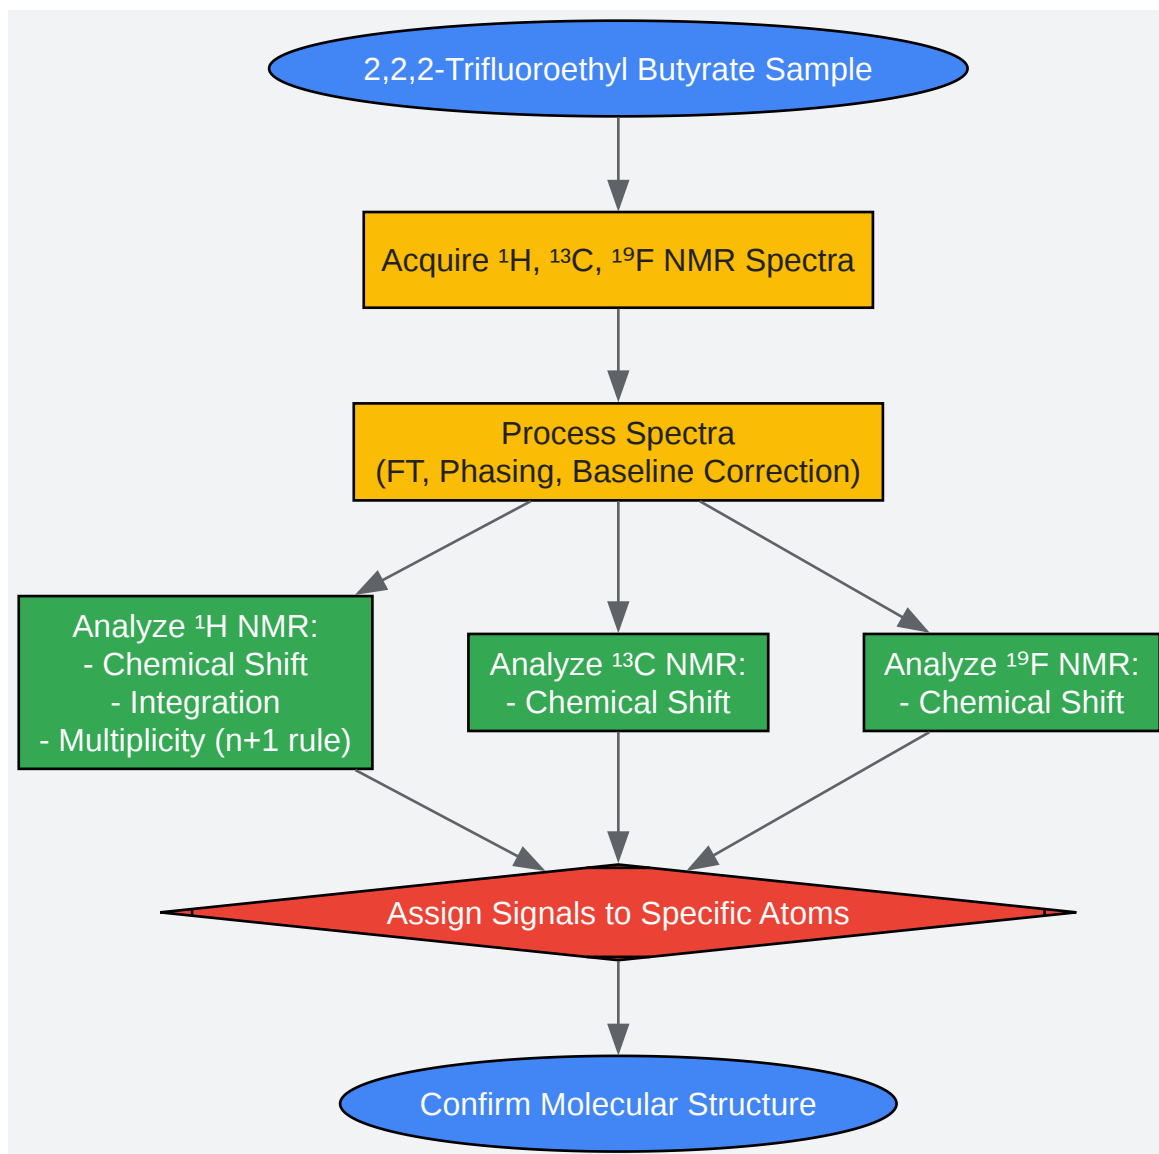 2,2,2-Trifluoroethyl Butyrate Sample
Acquire ¹H, ¹³C, ¹⁹F NMR Spectra
Process Spectra
(FT, Phasing, Baseline Correction)
Analyze ¹H NMR:
- Chemical Shift
- Integration
- Multiplicity (n+1 rule)
Analyze ¹³C NMR:
- Chemical Shift
Analyze ¹⁹F NMR:
- Chemical Shift
Assign Signals to Specific Atoms
Confirm Molecular Structure